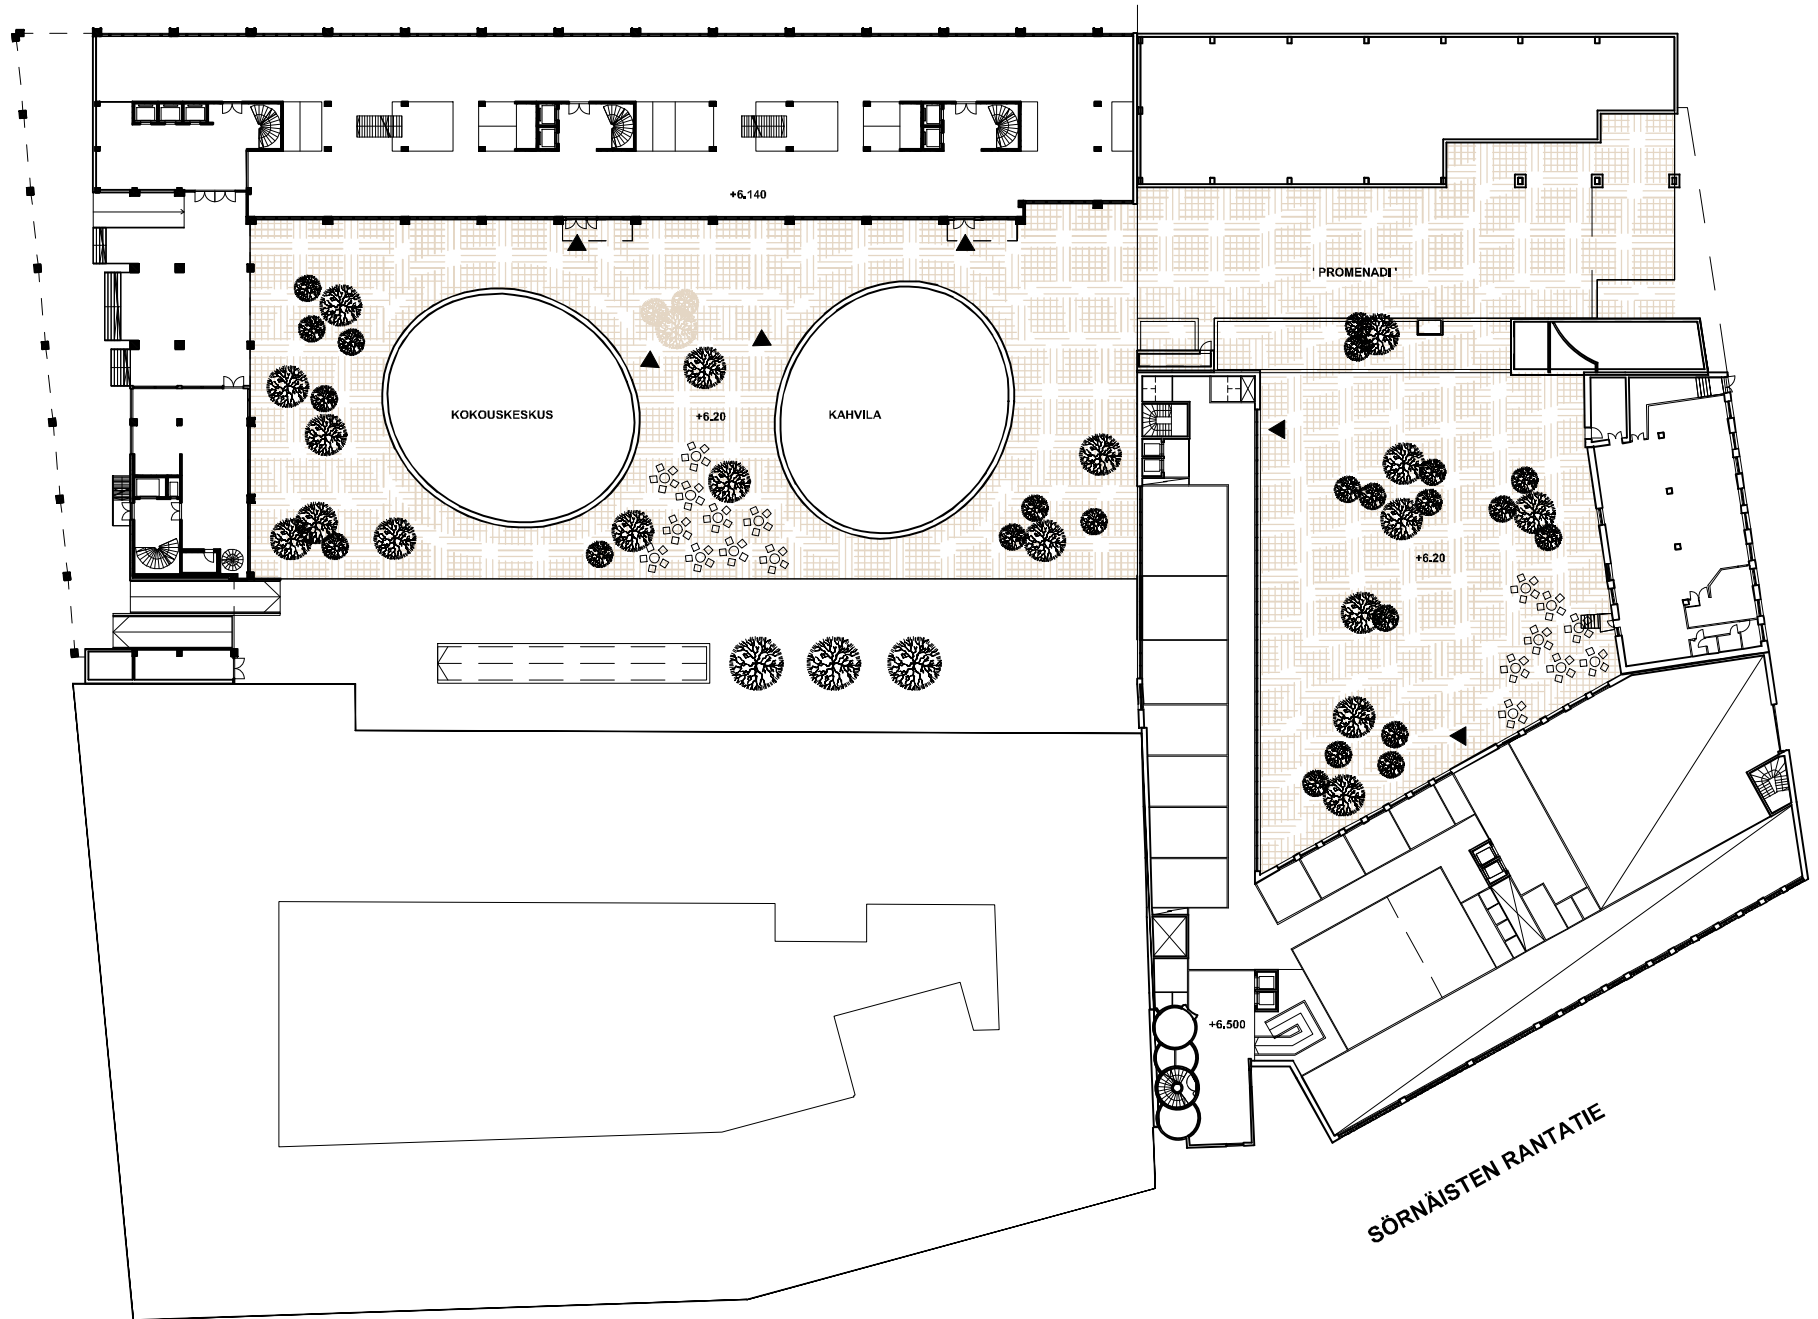 +6.140
' PROMENADI '
KOKOUSKESKUS
+6.20
KAHVILA
+6.20
+6.500
SÖRNÄISTEN RANTATIE